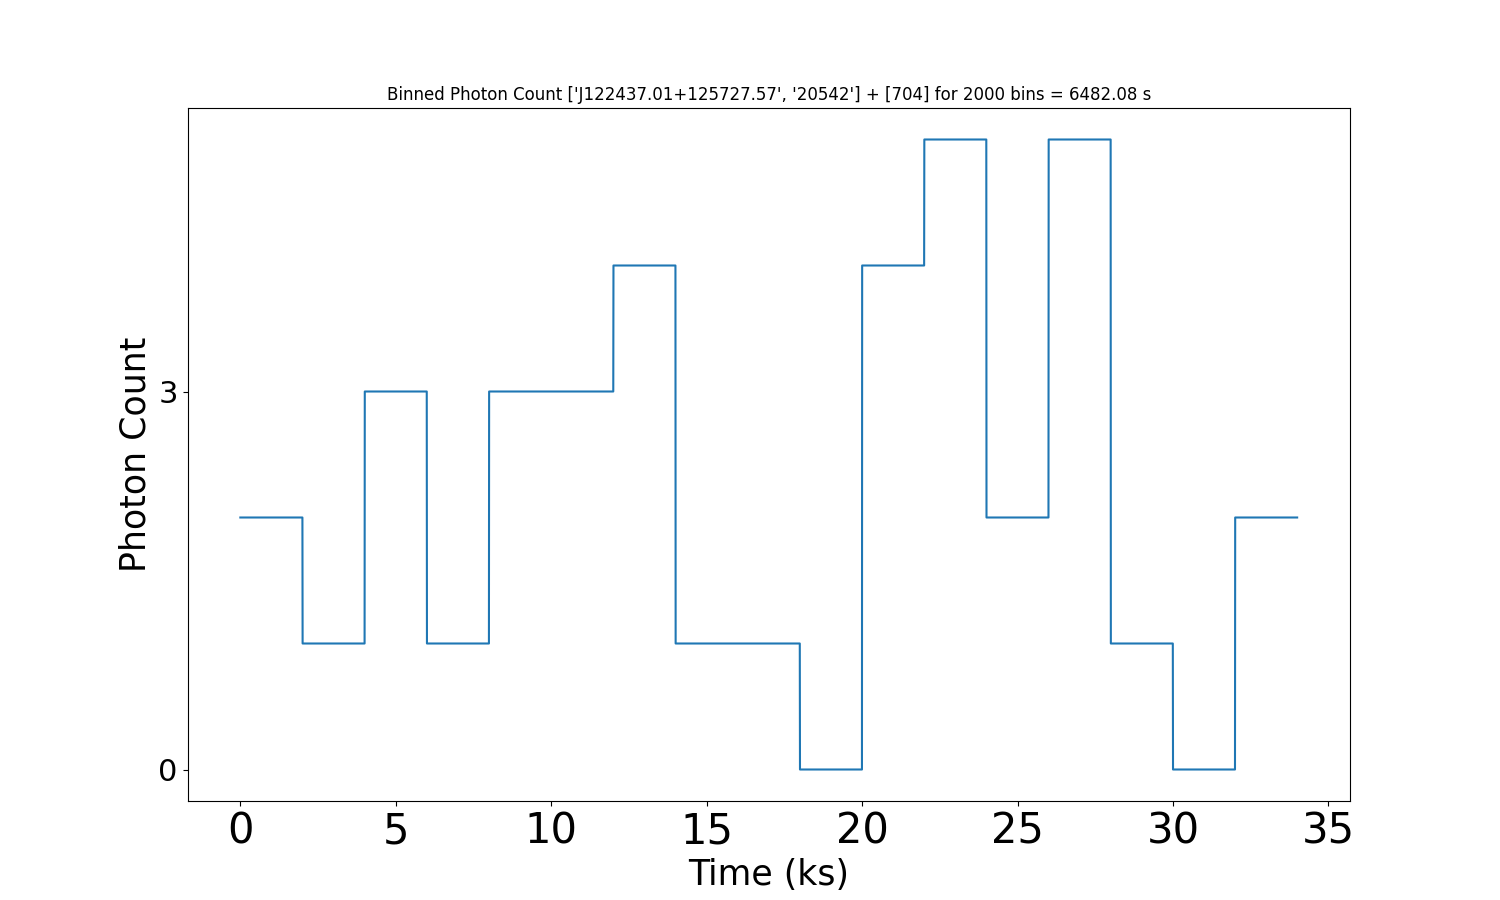 Binned Photon Count ['J122437.01+125727.57', '20542'] + [704] for 2000 bins = 6482.08 s
Photon Count
3
0
0 5 10 15 20 25 30 35
Time (ks)